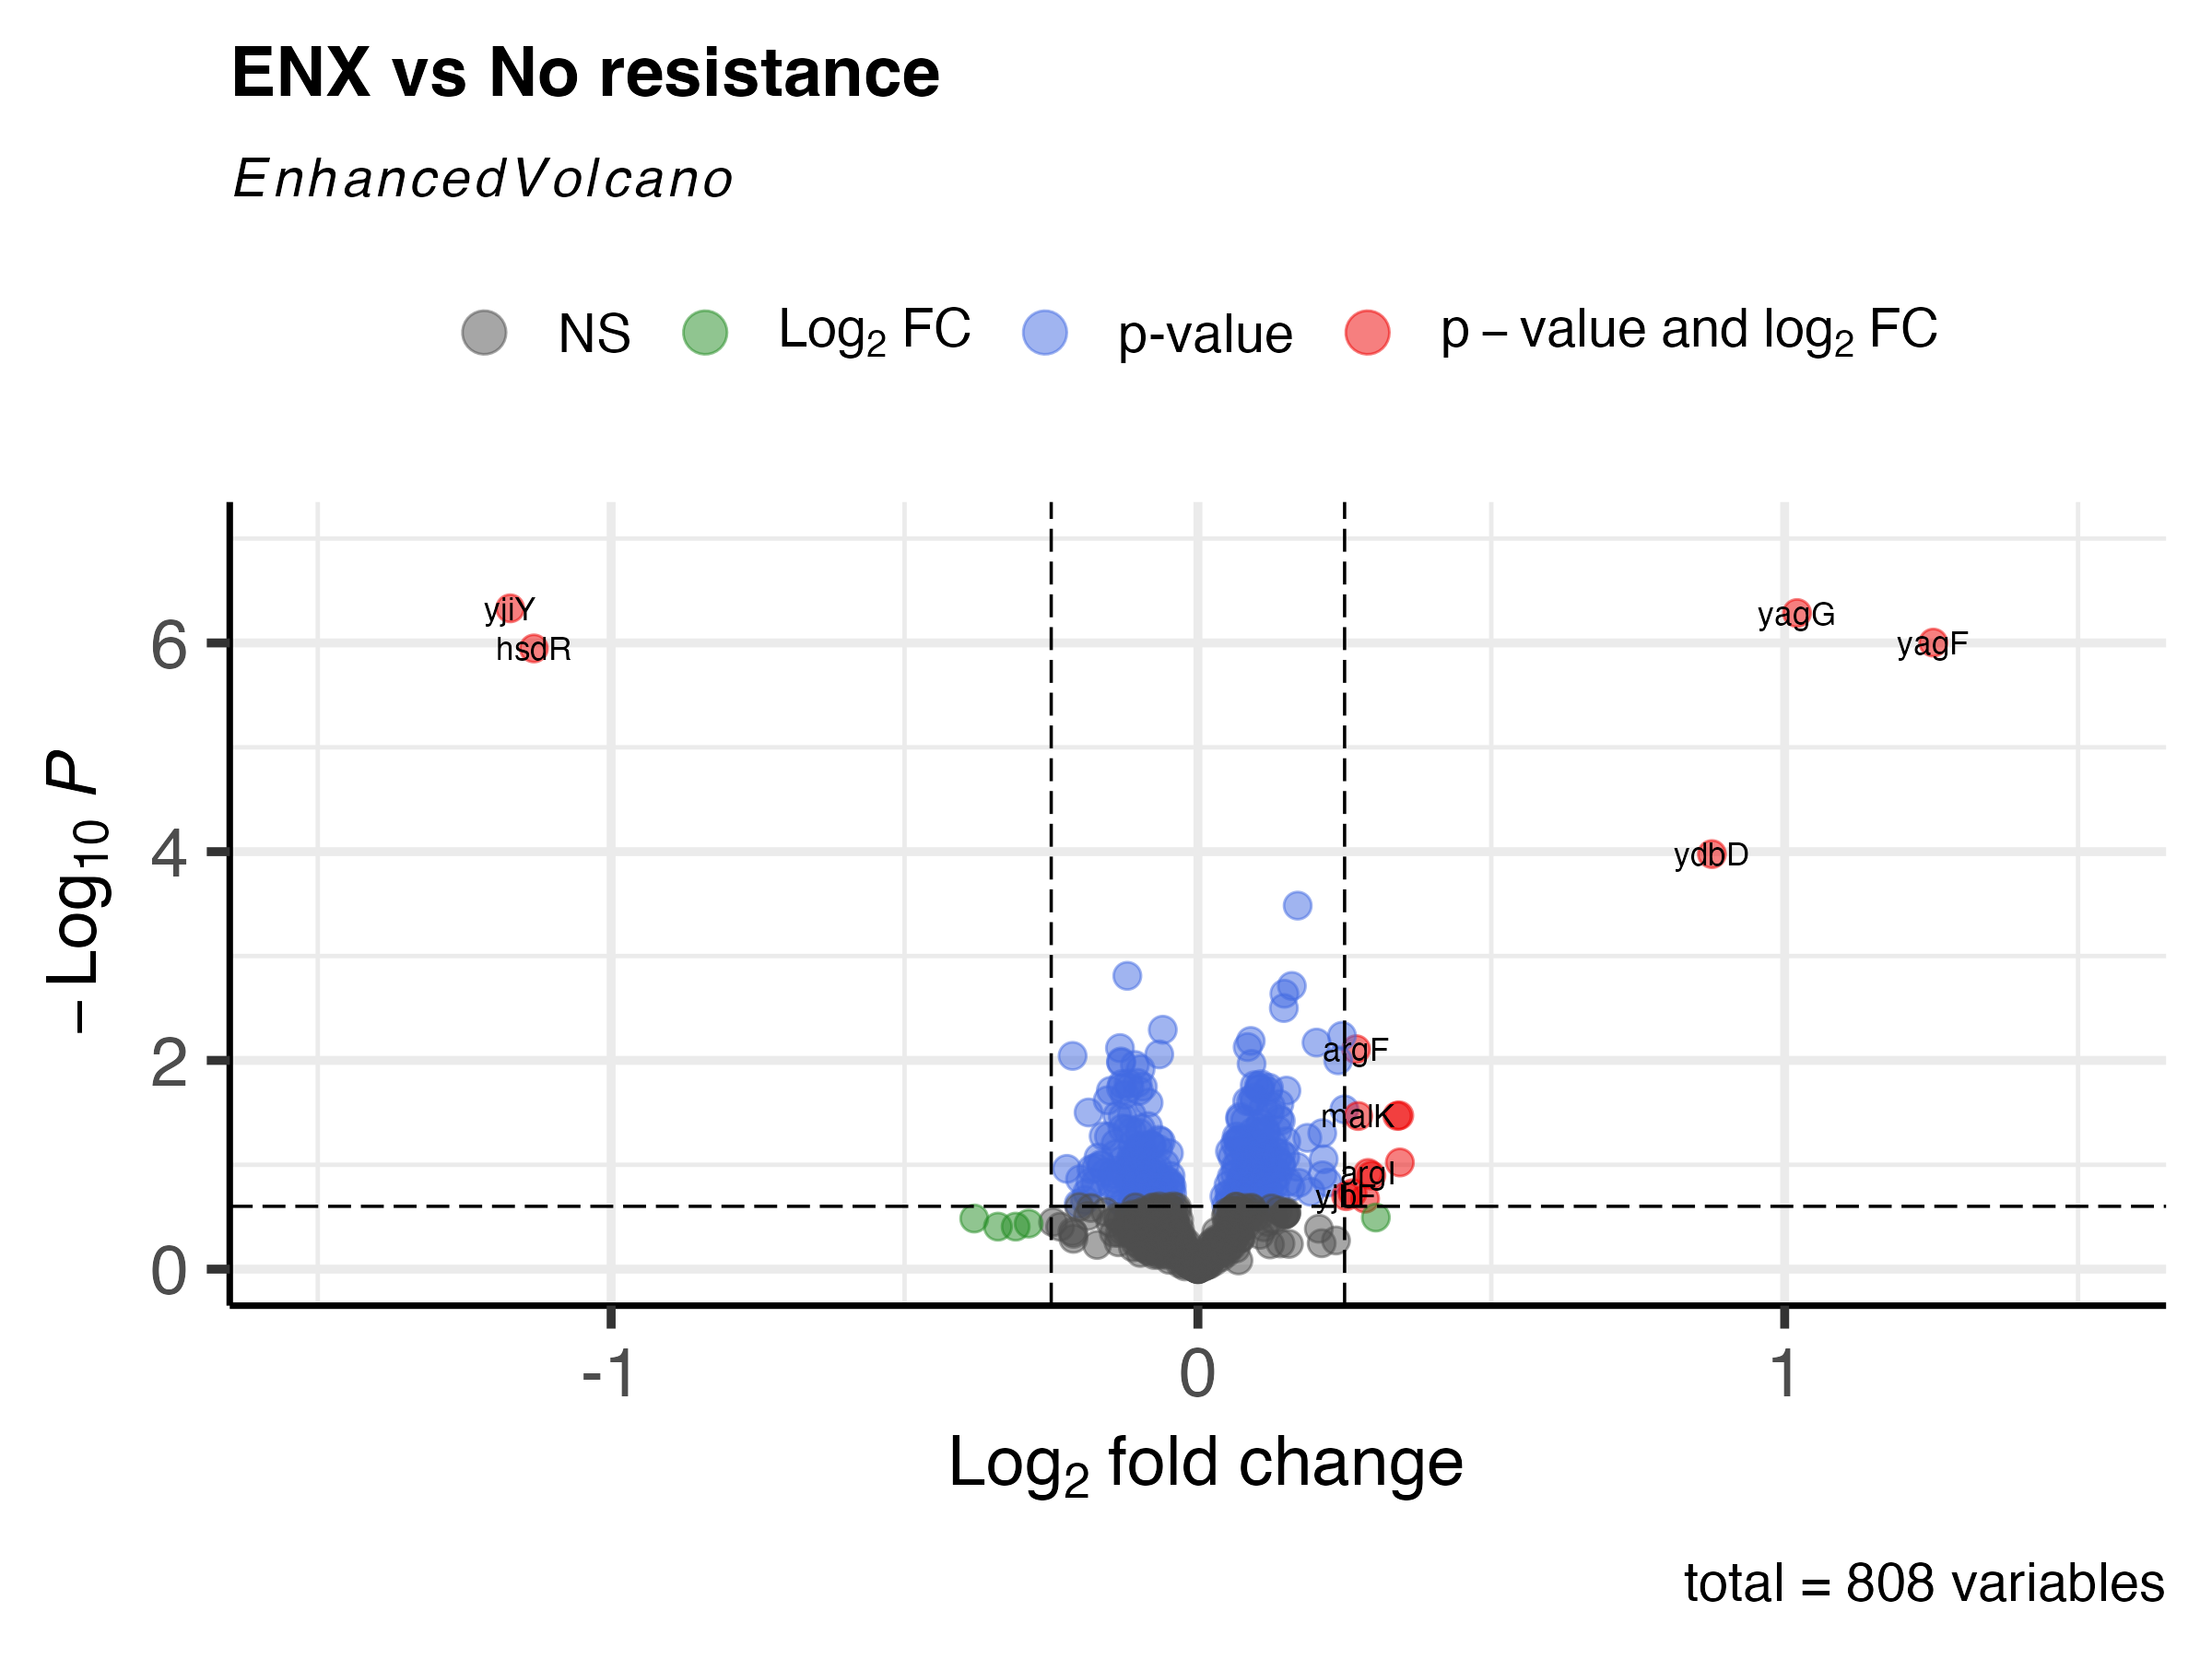 ENX vs No resistance
EnhancedVolcano
NS Log₂ FC p-value p – value and log₂ FC
– Log₁₀ P
6
4
2
0
yjiY
hsdR
yagG
yagF
ydbD
argF
malK
argI
-1 0 1
Log₂ fold change
total = 808 variables